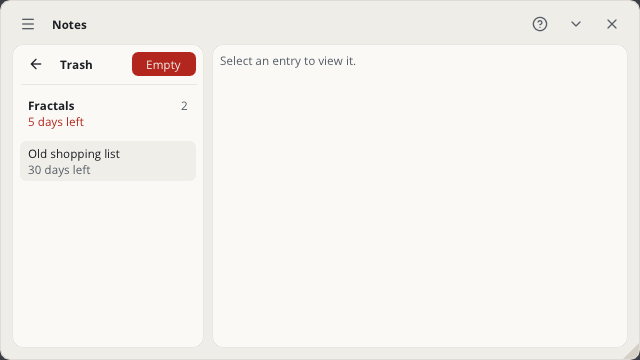 Notes
Trash
Empty
Fractals 2
5 days left
Old shopping list
30 days left
Select an entry to view it.